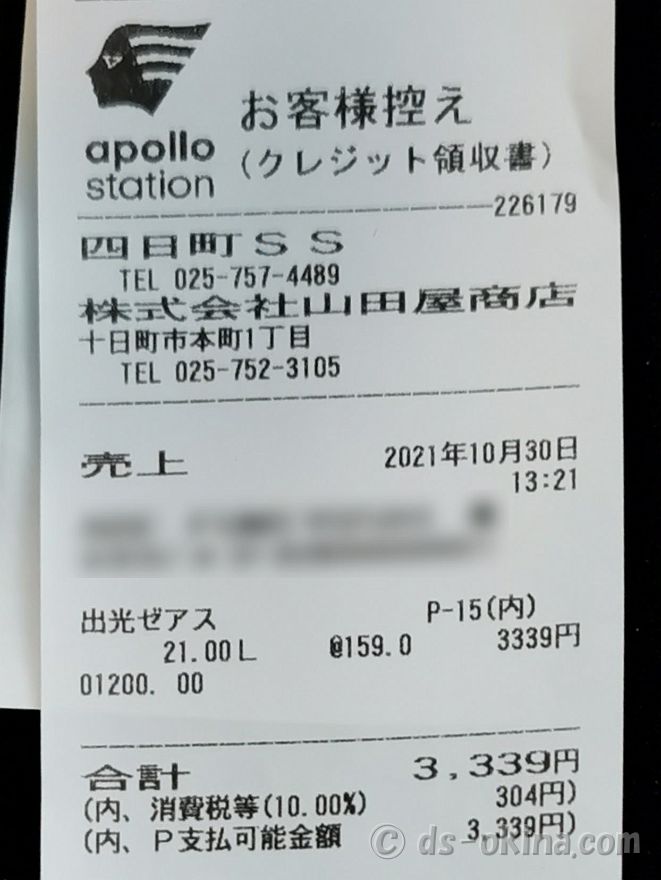 apollo
station
お客様控え
(クレジット領収書)
226179
四日町SS
TEL 025-757-4489
株式会社山田屋商店
十日町市本町1丁目
TEL 025-752-3105
売上 2021年10月30日
13:21
出光ゼアス P-15(内)
21.00L @159.0 3339円
01200. 00
合計 3,339円
(内、消費税等(10.00%) 304円)
(内、P支払可能金額 3,339円)
© ds-okina.com